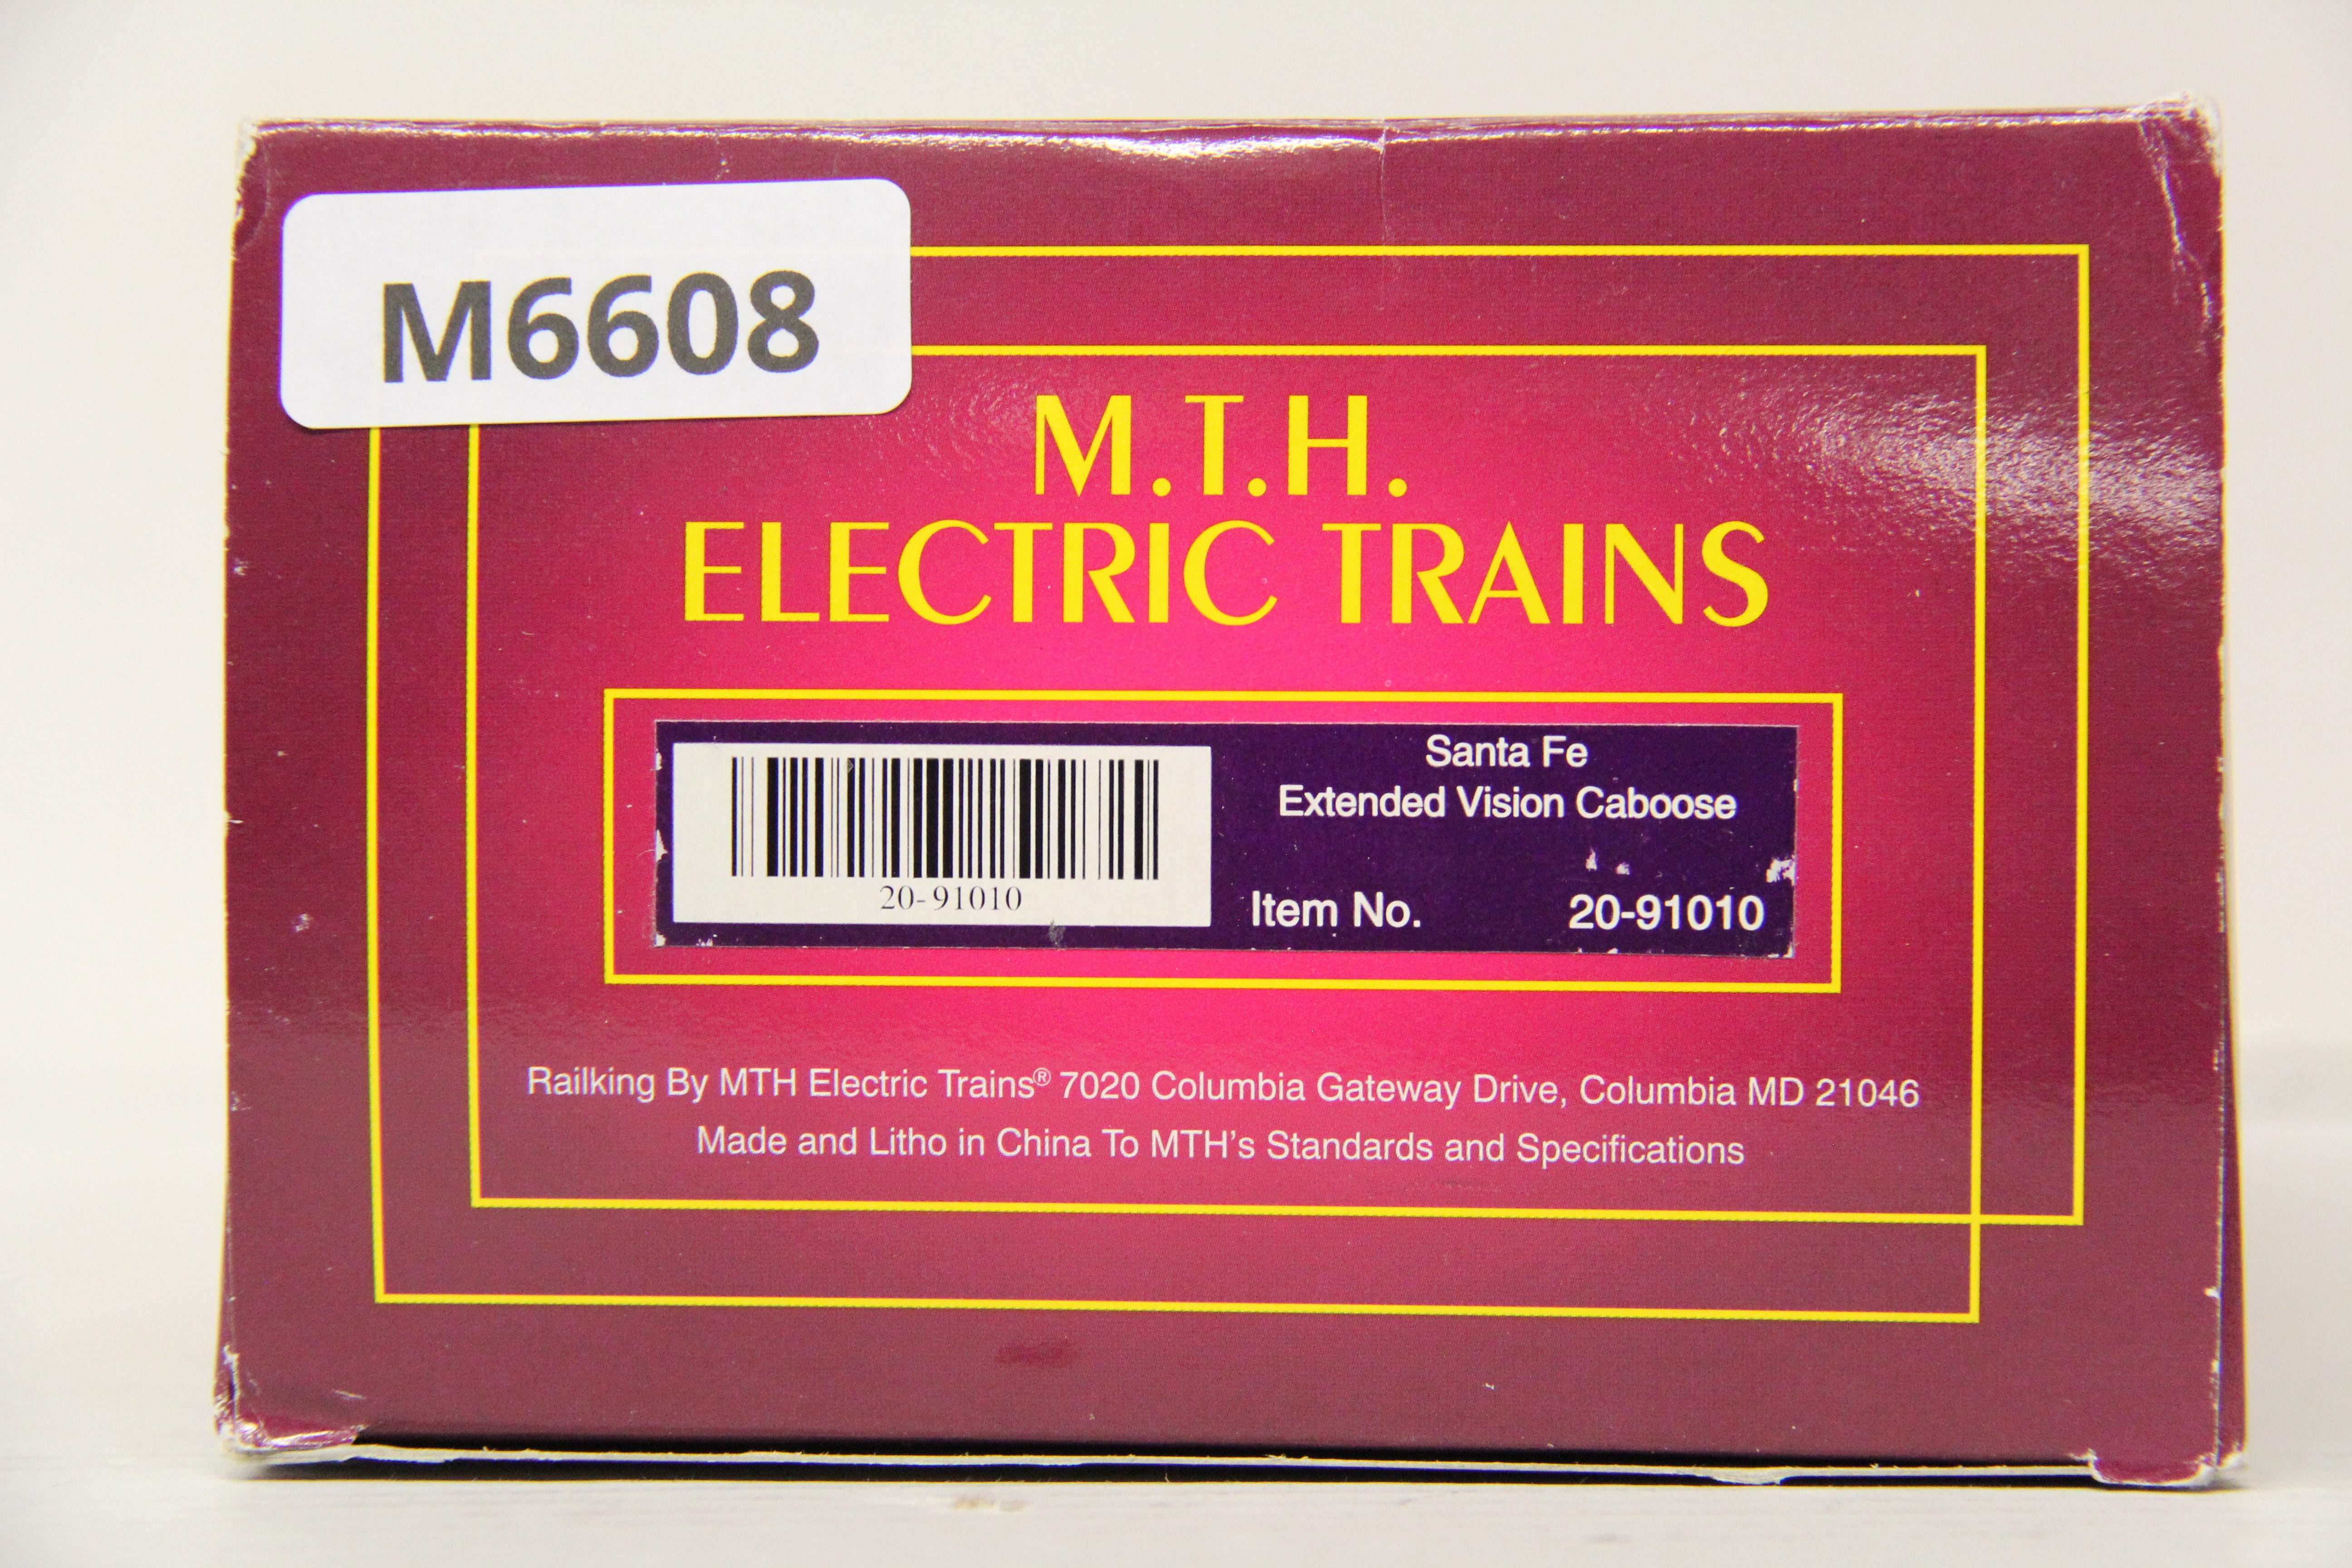 M6608
M.T.H.
ELECTRIC TRAINS
Santa Fe
Extended Vision Caboose
20-91010
Item No. 20-91010
Railking By MTH Electric Trains® 7020 Columbia Gateway Drive, Columbia MD 21046
Made and Litho in China To MTH's Standards and Specifications